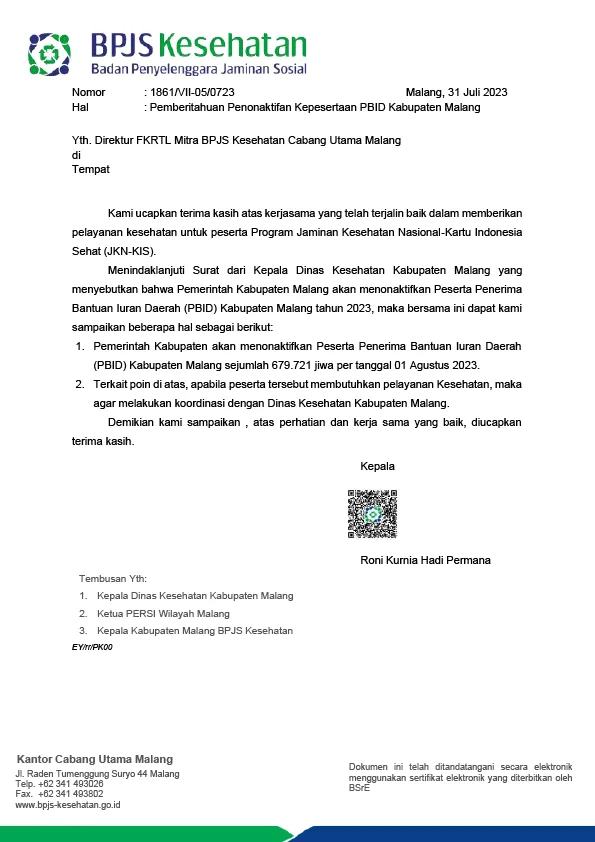 BPJS Kesehatan
Badan Penyelenggara Jaminan Sosial
Nomor : 1861/VII-05/0723 Malang, 31 Juli 2023
Hal : Pemberitahuan Penonaktifan Kepesertaan PBID Kabupaten Malang
Yth. Direktur FKRTL Mitra BPJS Kesehatan Cabang Utama Malang
di
Tempat
Kami ucapkan terima kasih atas kerjasama yang telah terjalin baik dalam memberikan
pelayanan kesehatan untuk peserta Program Jaminan Kesehatan Nasional-Kartu Indonesia
Sehat (JKN-KIS).
Menindaklanjuti Surat dari Kepala Dinas Kesehatan Kabupaten Malang yang
menyebutkan bahwa Pemerintah Kabupaten Malang akan menonaktifkan Peserta Penerima
Bantuan Iuran Daerah (PBID) Kabupaten Malang tahun 2023, maka bersama ini dapat kami
sampaikan beberapa hal sebagai berikut:
1. Pemerintah Kabupaten akan menonaktifkan Peserta Penerima Bantuan Iuran Daerah
(PBID) Kabupaten Malang sejumlah 679.721 jiwa per tanggal 01 Agustus 2023.
2. Terkait poin di atas, apabila peserta tersebut membutuhkan pelayanan Kesehatan, maka
agar melakukan koordinasi dengan Dinas Kesehatan Kabupaten Malang.
Demikian kami sampaikan , atas perhatian dan kerja sama yang baik, diucapkan
terima kasih.
Kepala
Roni Kurnia Hadi Permana
Tembusan Yth:
1. Kepala Dinas Kesehatan Kabupaten Malang
2. Ketua PERSI Wilayah Malang
3. Kepala Kabupaten Malang BPJS Kesehatan
EY/rr/PK00
Kantor Cabang Utama Malang
Jl. Raden Tumenggung Suryo 44 Malang
Telp. +62 341 493026
Fax. +62 341 493802
www.bpjs-kesehatan.go.id
Dokumen ini telah ditandatangani secara elektronik
menggunakan sertifikat elektronik yang diterbitkan oleh
BSrE